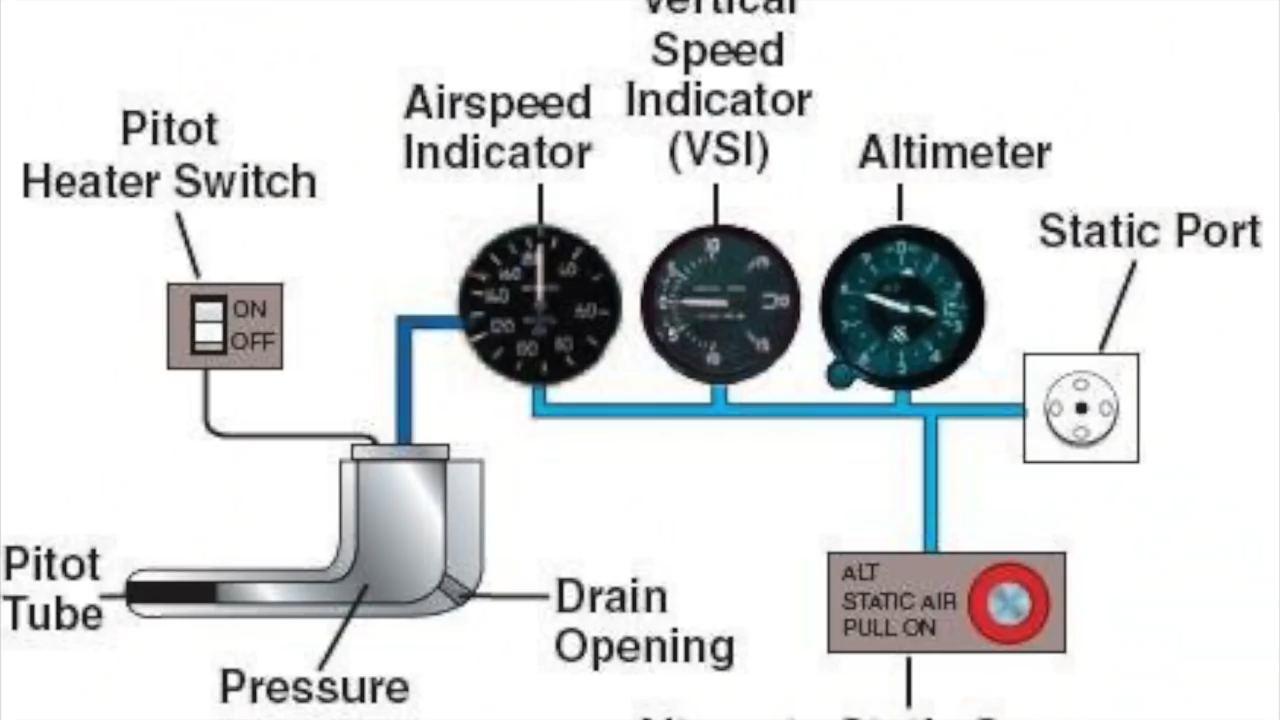 Vertical
Speed
Indicator
(VSI)
Airspeed
Indicator
Altimeter
Pitot
Heater Switch
Static Port
ON
OFF
Pitot
Tube
Drain
Opening
Pressure
ALT
STATIC AIR
PULL ON